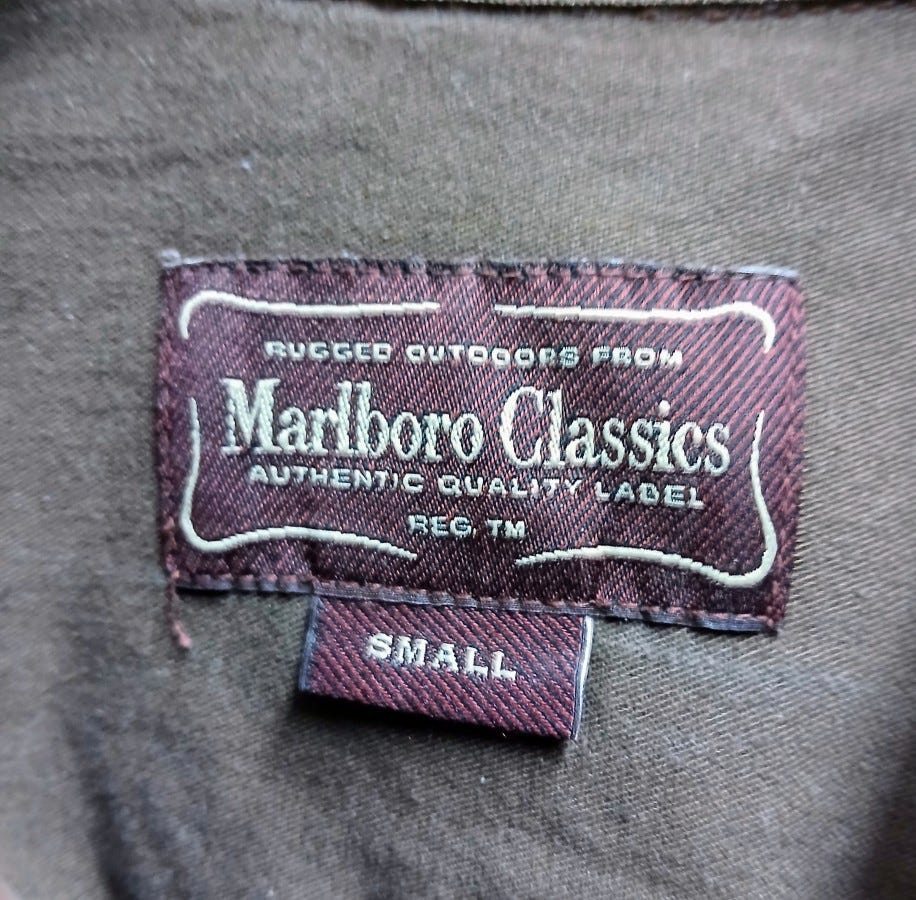 RUGGED OUTDOORS FROM
Marlboro Classics
AUTHENTIC QUALITY LABEL
REG. TM
SMALL